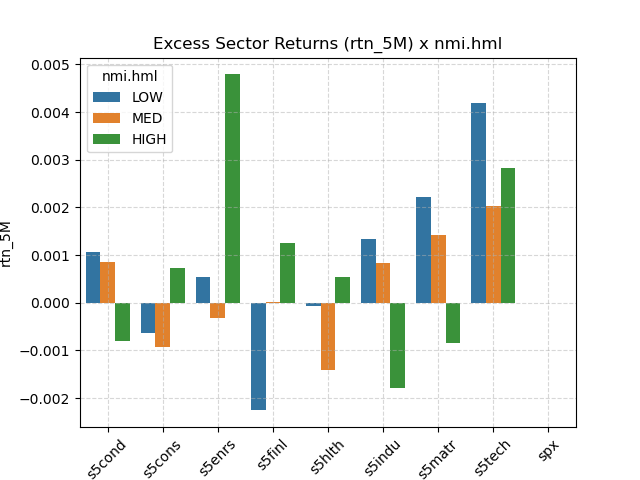 Excess Sector Returns (rtn_5M) x nmi.hml
nmi.hml
LOW
MED
HIGH
rtn_5M
0.005
0.004
0.003
0.002
0.001
0.000
−0.001
−0.002
s5cond
s5cons
s5enrs
s5finl
s5hlth
s5indu
s5matr
s5tech
spx